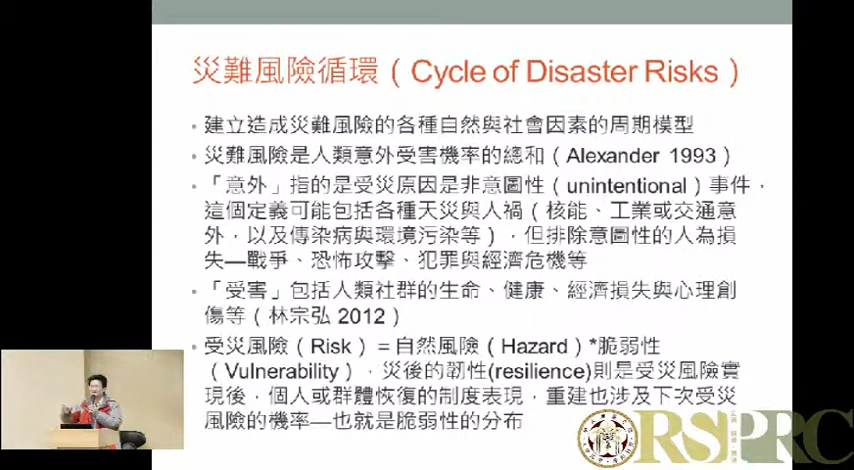 災難風險循環（Cycle of Disaster Risks）
• 建立造成災難風險的各種自然與社會因素的周期模型
• 災難風險是人類意外受害機率的總和（Alexander 1993）
• 「意外」指的是受災原因是非意圖性（unintentional）事件，
這個定義可能包括各種天災與人禍（核能、工業或交通意
外，以及傳染病與環境污染等），但排除意圖性的人為損
失—戰爭、恐怖攻擊、犯罪與經濟危機等
• 「受害」包括人類社群的生命、健康、經濟損失與心理創
傷等（林宗弘 2012）
• 受災風險（Risk）＝自然風險（Hazard）*脆弱性
（Vulnerability），災後的韌性(resilience)則是受災風險實
現後，個人或群體恢復的制度表現，重建也涉及下次受災
風險的機率—也就是脆弱性的分布
RSPRC